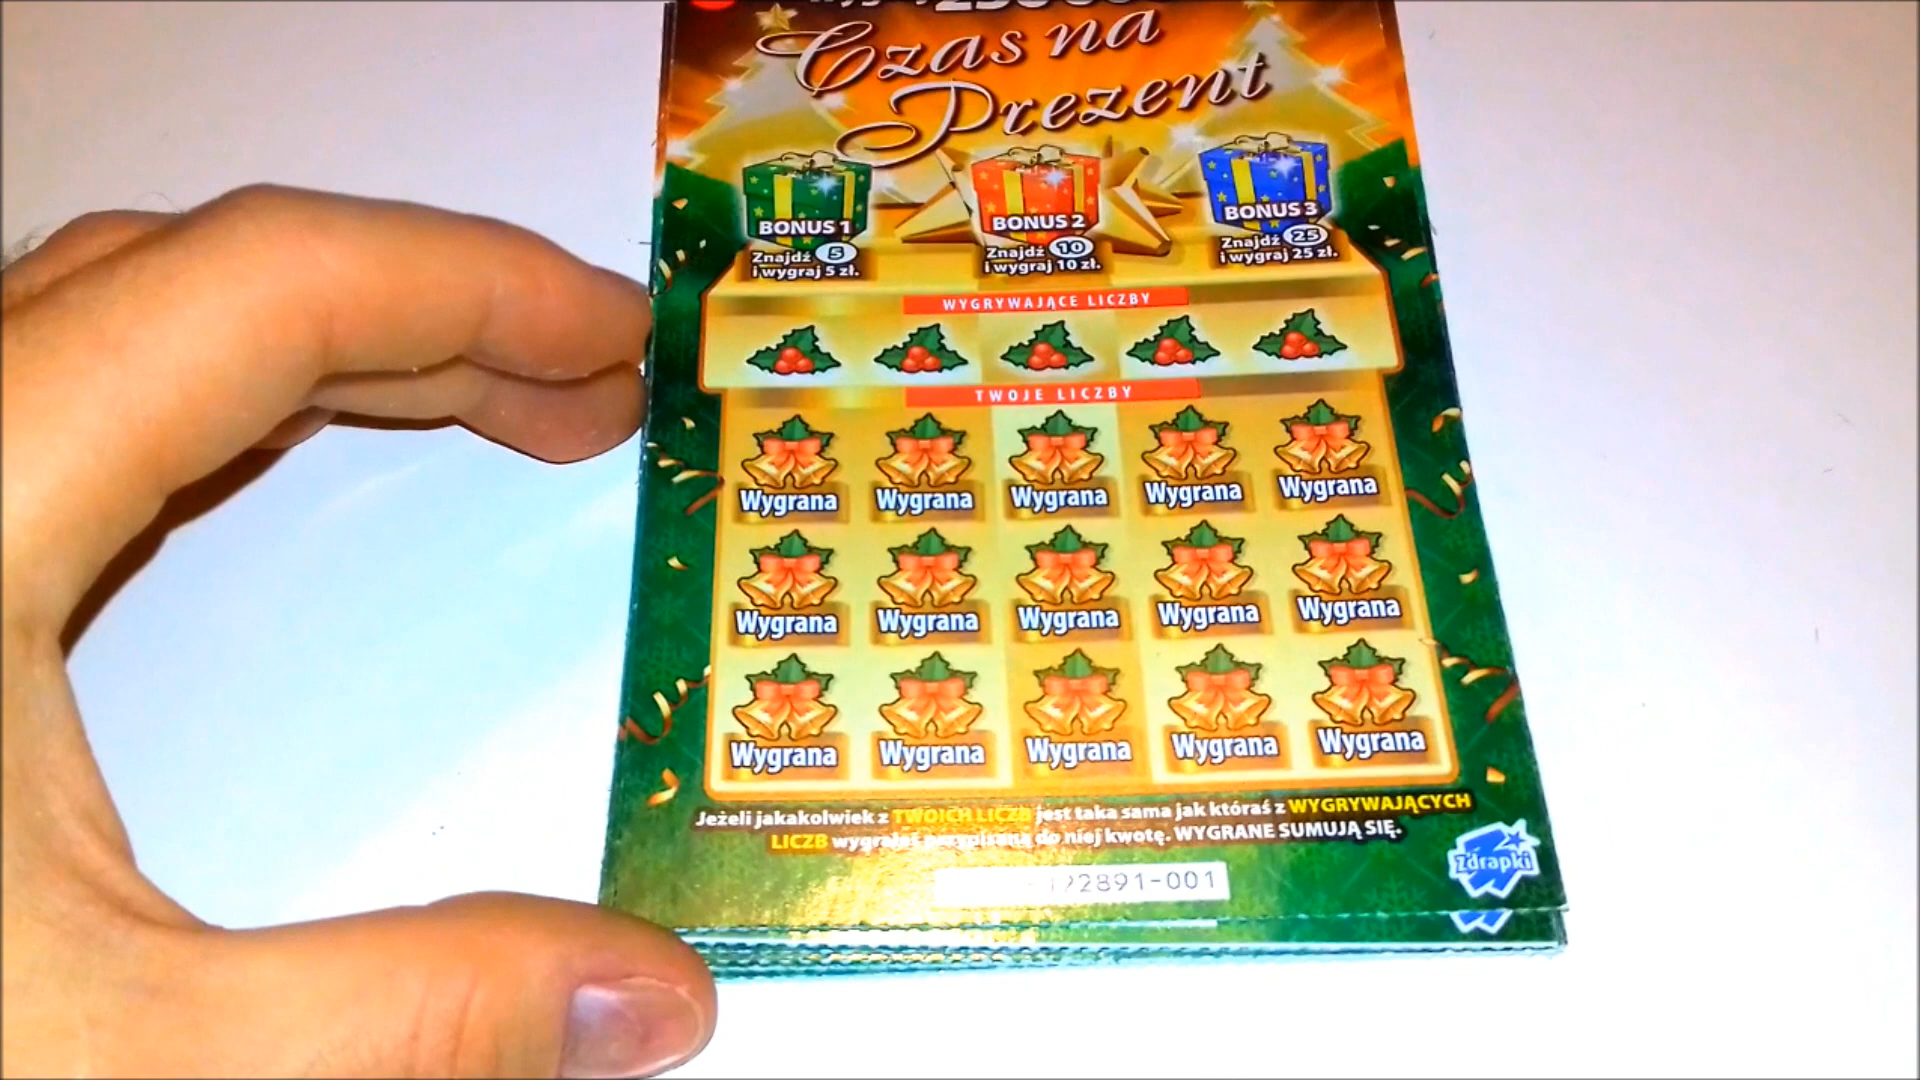 Czas na
Prezent
BONUS 1
Znajdź 5
i wygraj 5 zł.
BONUS 2
Znajdź 10
i wygraj 10 zł.
BONUS 3
Znajdź 25
i wygraj 25 zł.
WYGRYWAJĄCE LICZBY
TWOJE LICZBY
Wygrana Wygrana Wygrana Wygrana Wygrana
Wygrana Wygrana Wygrana Wygrana Wygrana
Wygrana Wygrana Wygrana Wygrana Wygrana
Jeżeli jakakolwiek z TWOICH LICZB jest taka sama jak któraś z WYGRYWAJĄCYCH
LICZB wygrałeś przypisaną do niej kwotę. WYGRANE SUMUJĄ SIĘ.
Zdrapki
92891-001